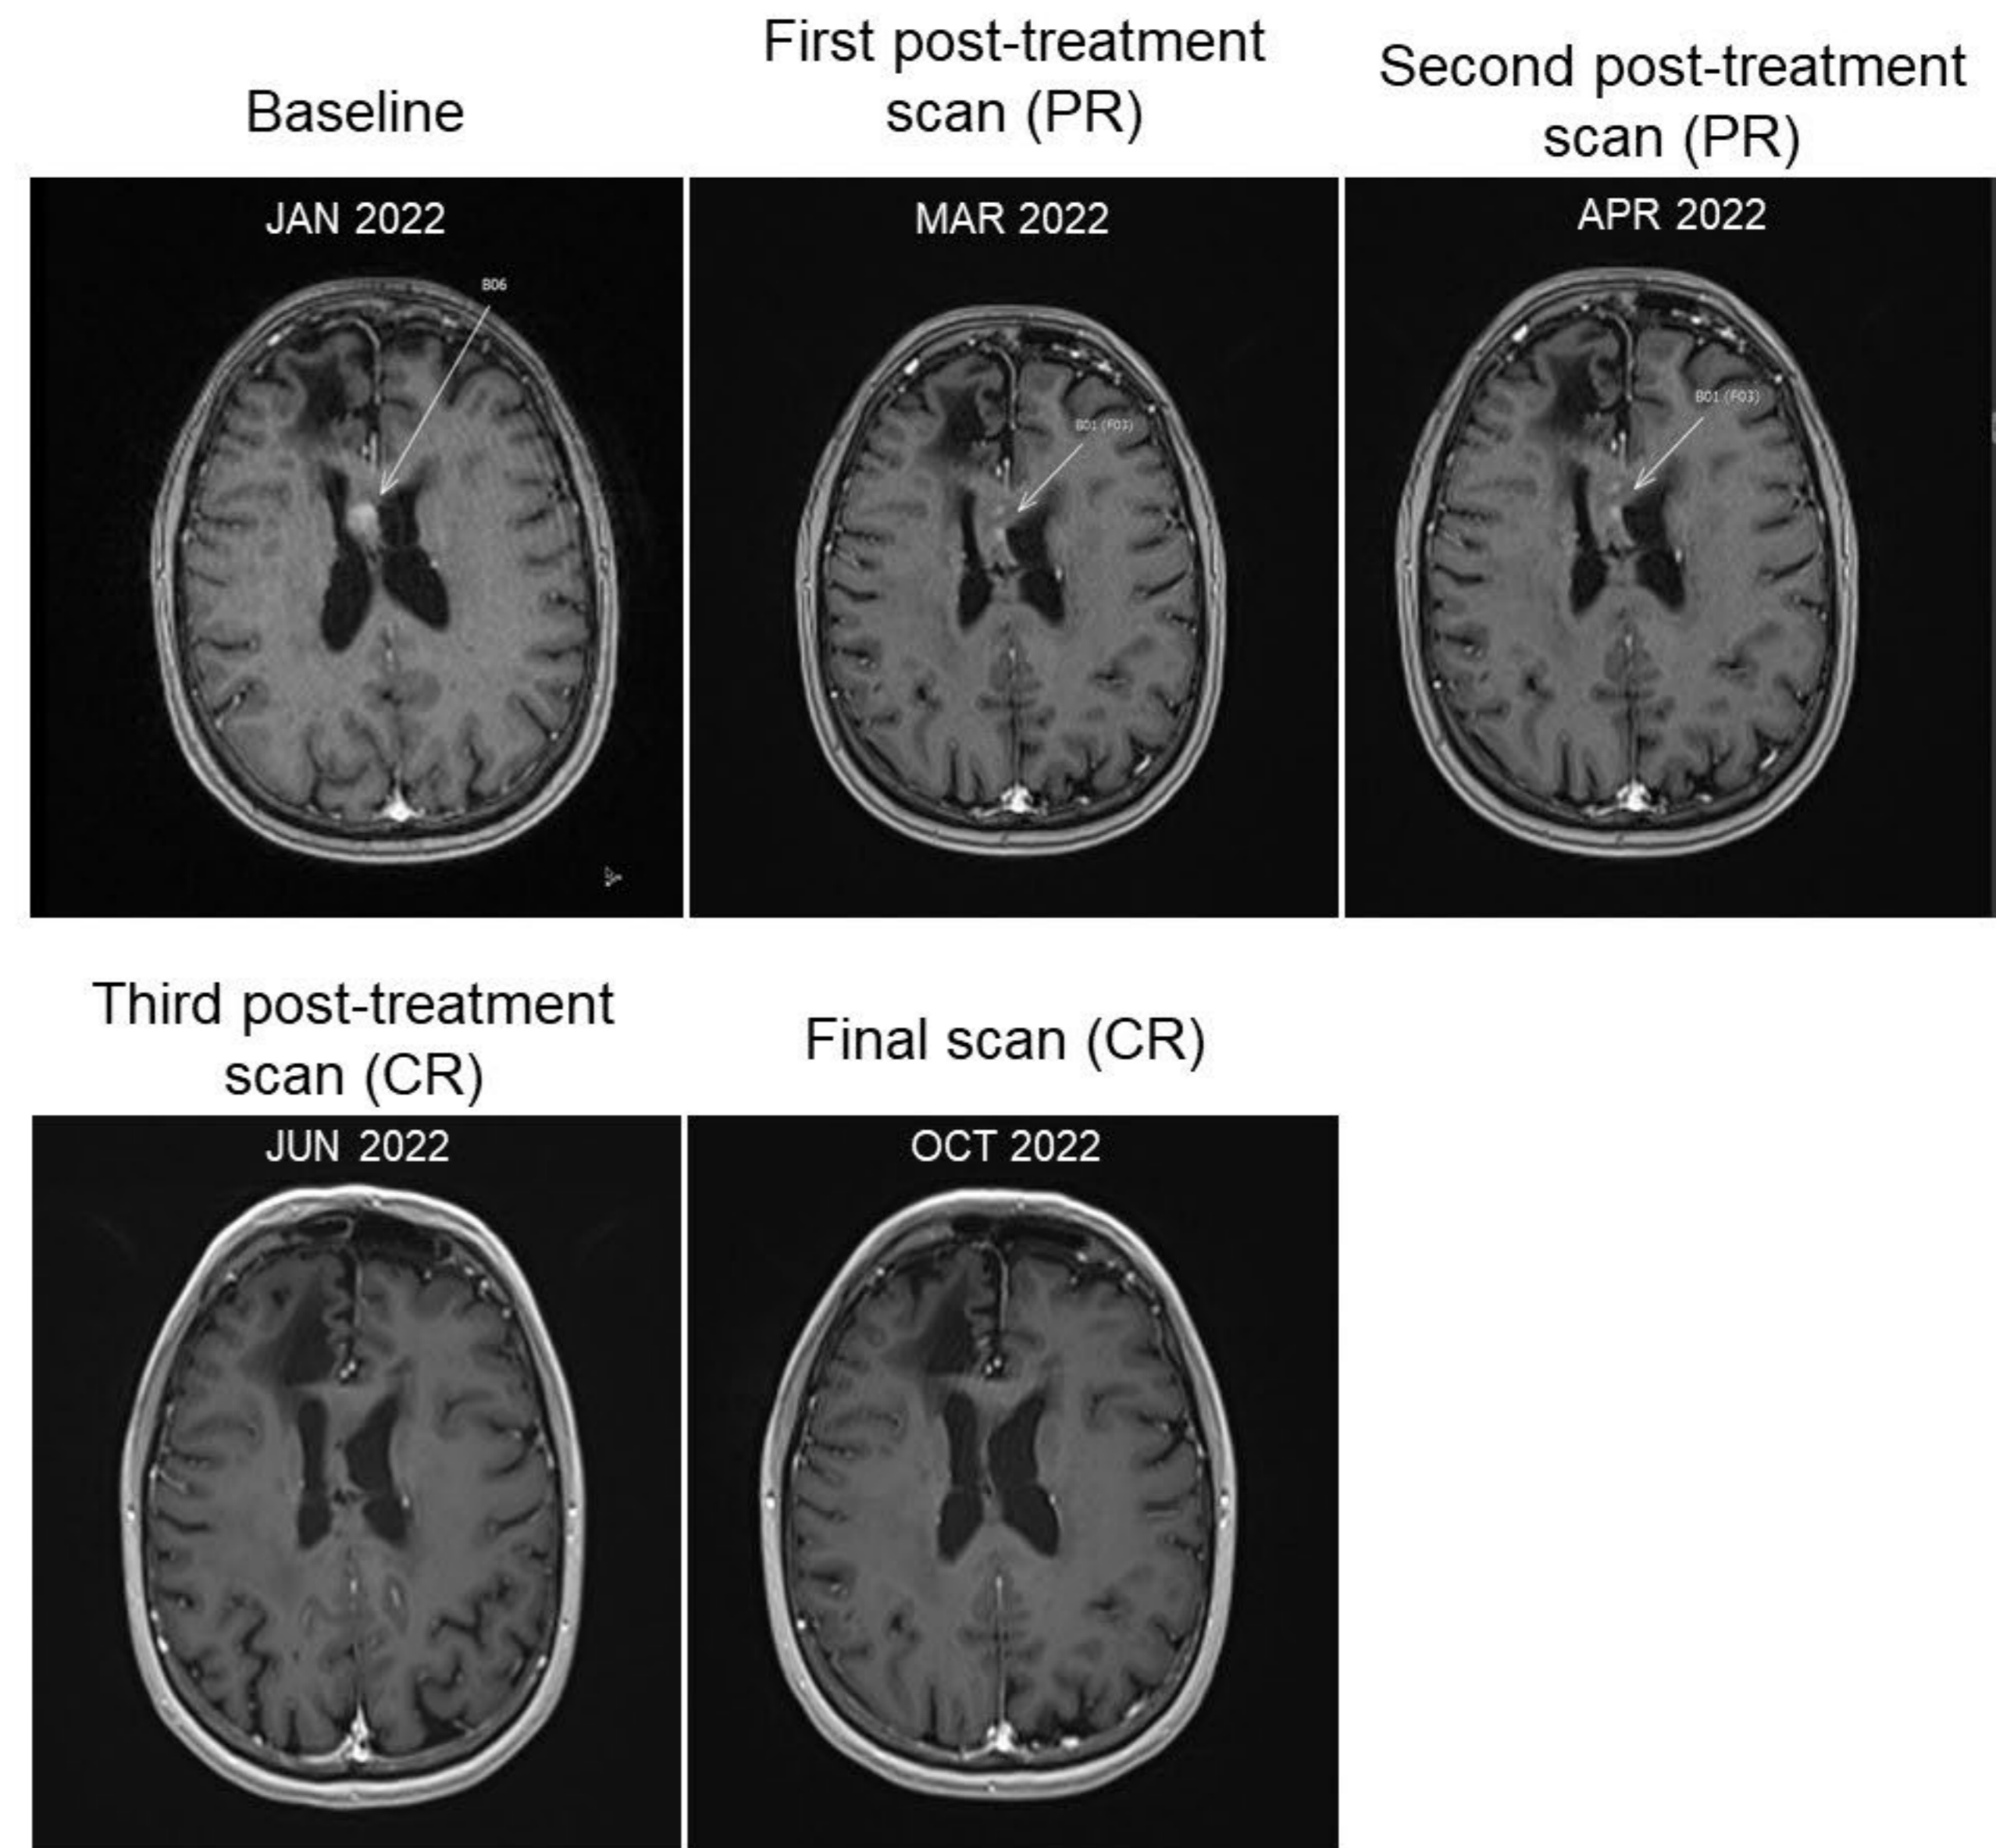 Baseline
First post-treatment
scan (PR)
Second post-treatment
scan (PR)
JAN 2022
B06
MAR 2022
B01 (F03)
APR 2022
B01 (F03)
Third post-treatment
scan (CR)
Final scan (CR)
JUN 2022
OCT 2022